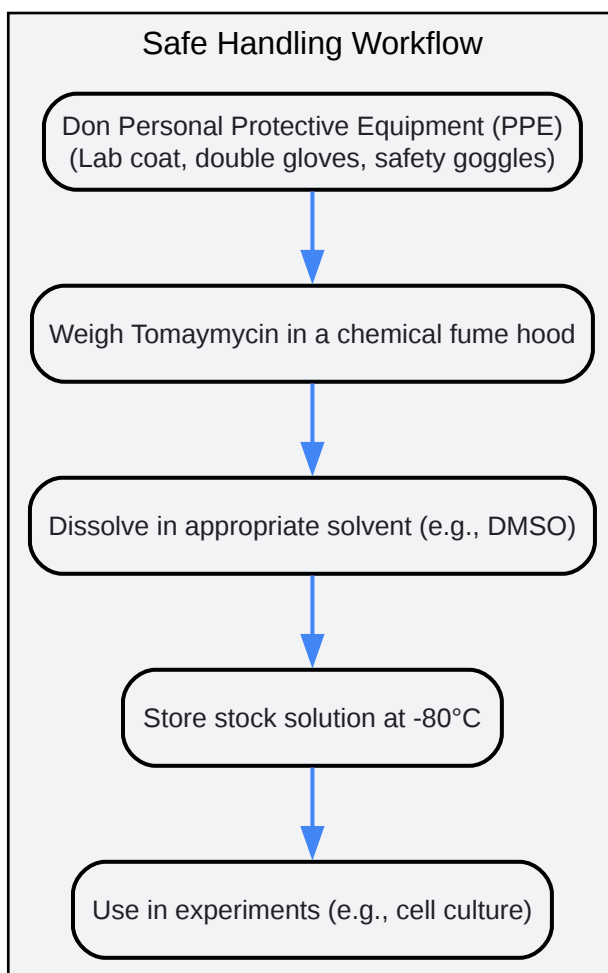 Safe Handling Workflow
Don Personal Protective Equipment (PPE)
(Lab coat, double gloves, safety goggles)
Weigh Tomaymycin in a chemical fume hood
Dissolve in appropriate solvent (e.g., DMSO)
Store stock solution at -80°C
Use in experiments (e.g., cell culture)